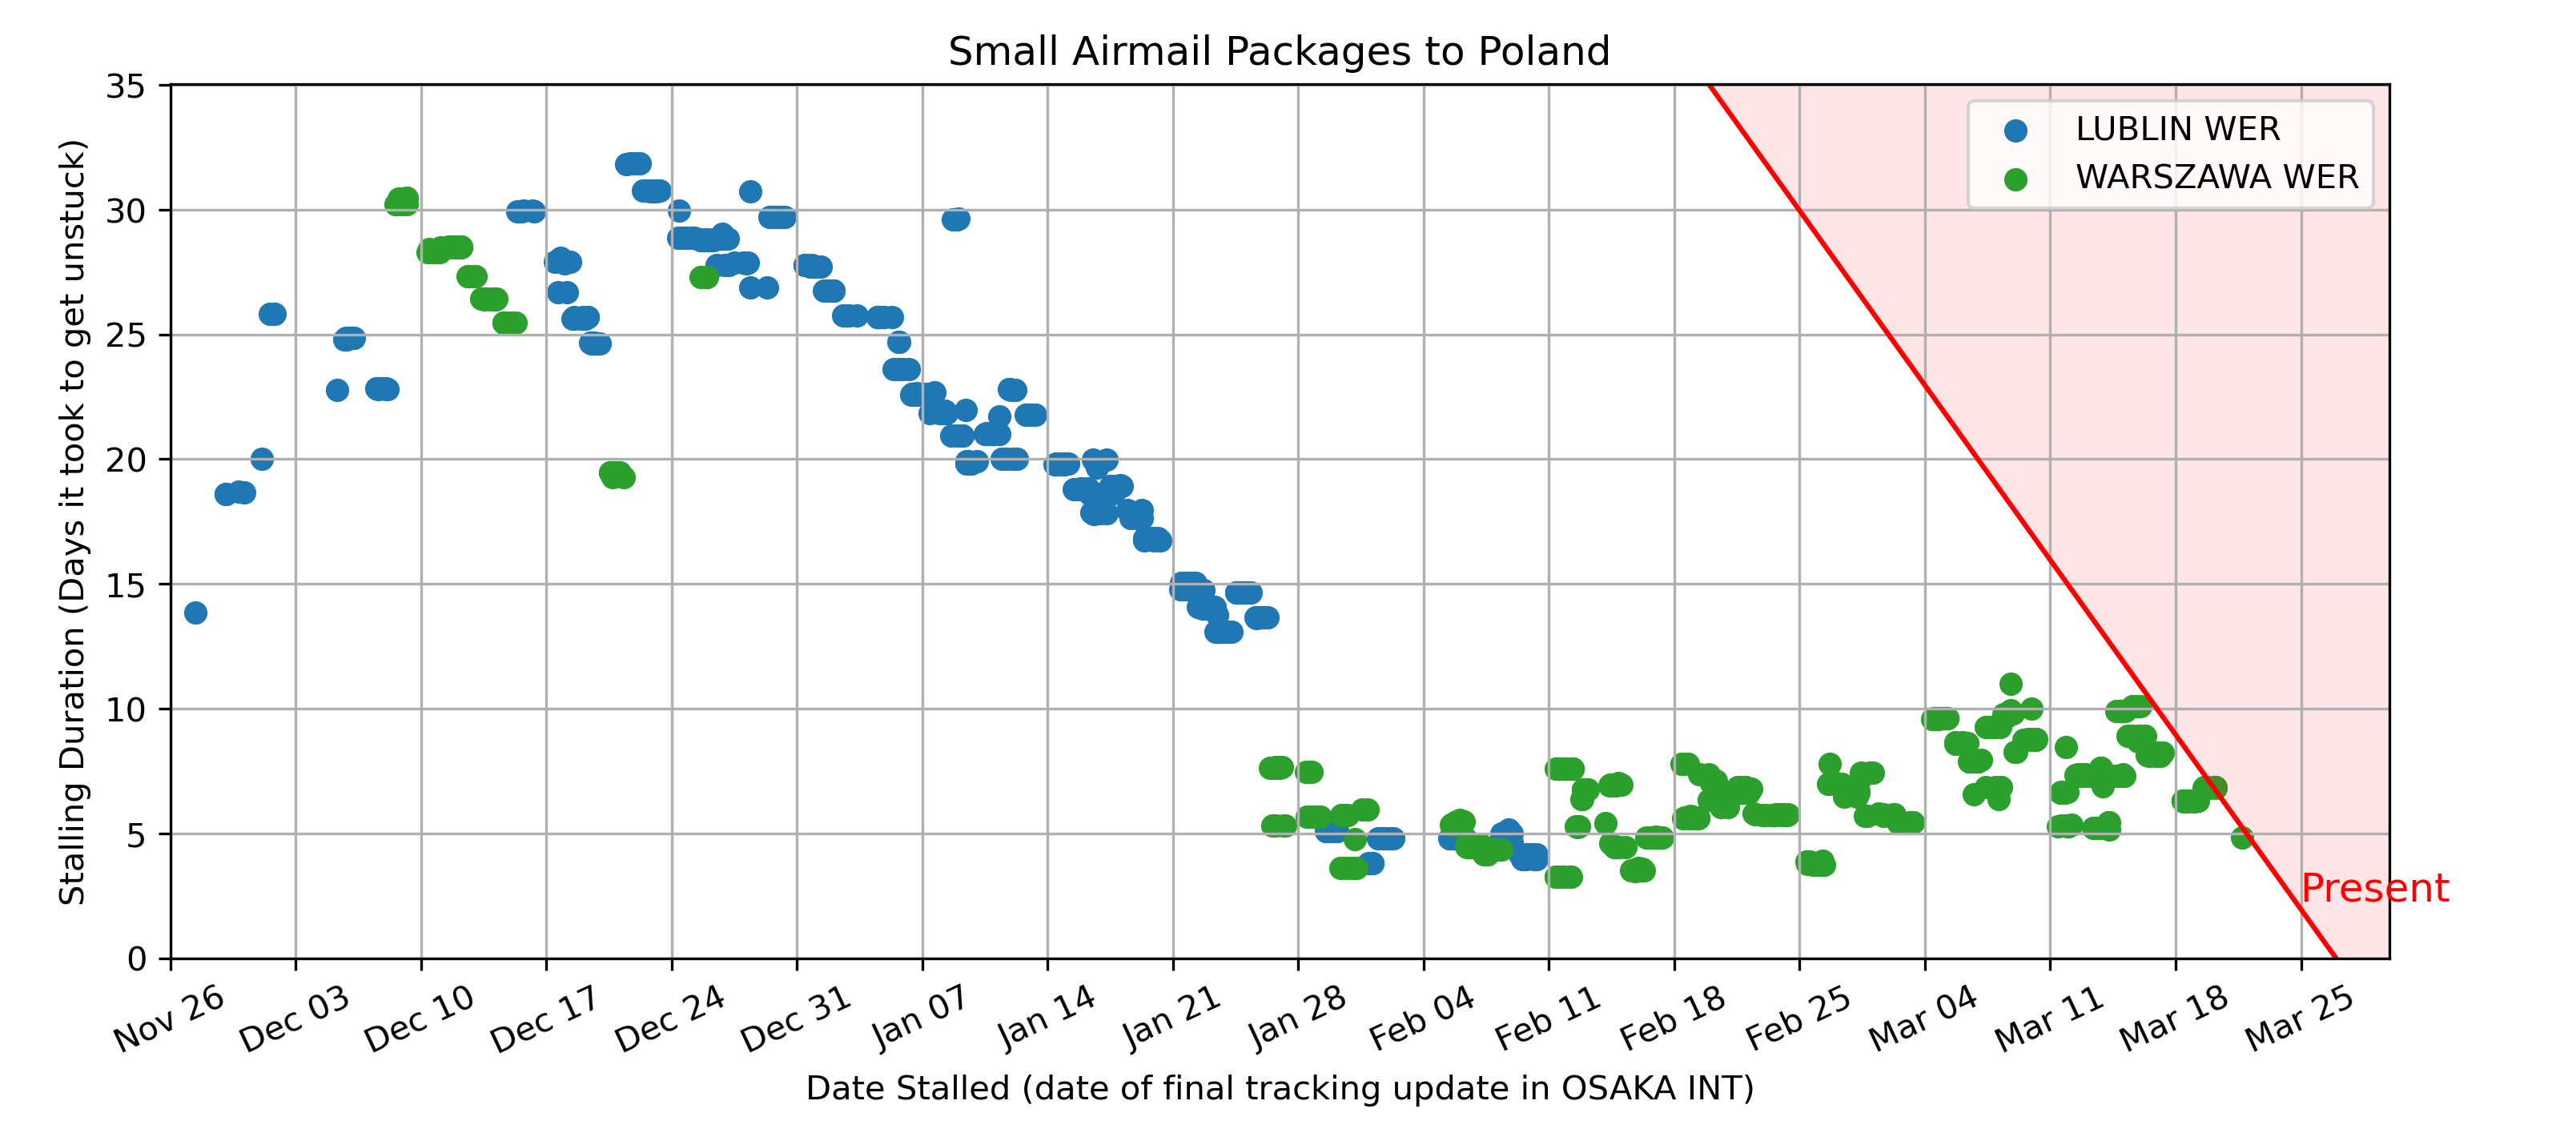 Small Airmail Packages to Poland
Stalling Duration (Days it took to get unstuck)
35
30
25
20
15
10
5
0
LUBLIN WER
WARSZAWA WER
Present
Nov 26
Dec 03
Dec 10
Dec 17
Dec 24
Dec 31
Jan 07
Jan 14
Jan 21
Jan 28
Feb 04
Feb 11
Feb 18
Feb 25
Mar 04
Mar 11
Mar 18
Mar 25
Date Stalled (date of final tracking update in OSAKA INT)